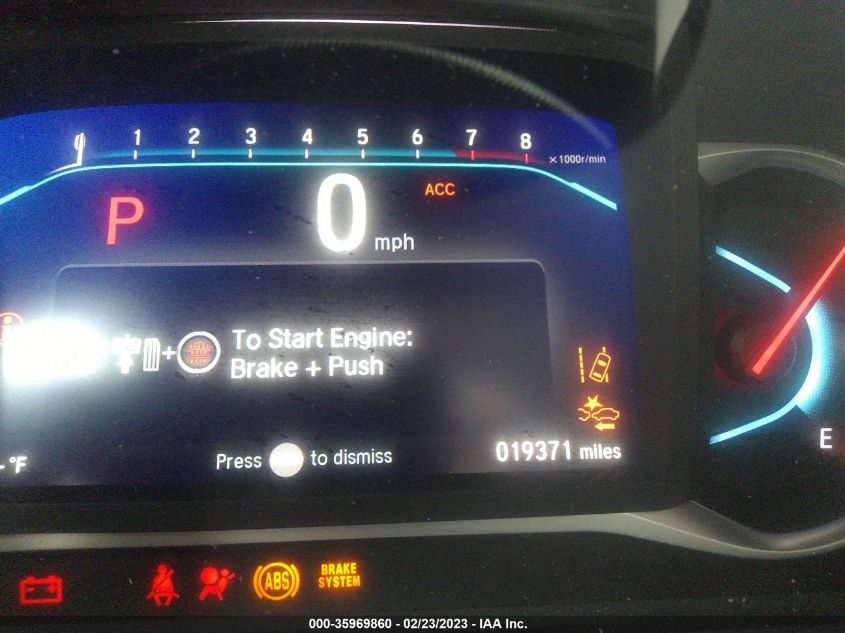 0 1 2 3 4 5 6 7 8 ×1000r/min
P 0 mph ACC
To Start Engine:
Brake + Push
Press to dismiss
019371 miles
- °F
E
ABS
BRAKE
SYSTEM
000-35969860 - 02/23/2023 - IAA Inc.